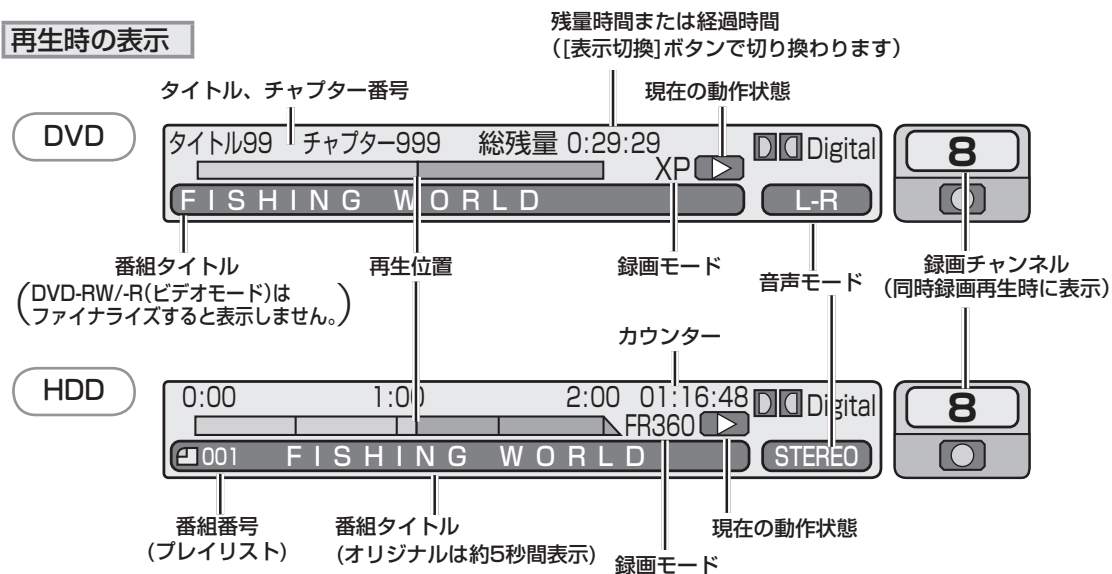 再生時の表示
残量時間または経過時間
([表示切換]ボタンで切り換わります)
タイトル、チャプター番号
現在の動作状態
DVD
タイトル99 チャプター999 総残量 0:29:29
XP
Digital
FISHING WORLD
L-R
8
番組タイトル
(DVD-RW/-R(ビデオモード)は
ファイナライズすると表示しません。)
再生位置
録画モード
音声モード
録画チャンネル
(同時録画再生時に表示)
カウンター
HDD
0:00 1:00 2:00 01:16:48
Digital
FR360
001 FISHING WORLD
STEREO
8
番組番号
(プレイリスト)
番組タイトル
(オリジナルは約5秒間表示)
録画モード
現在の動作状態